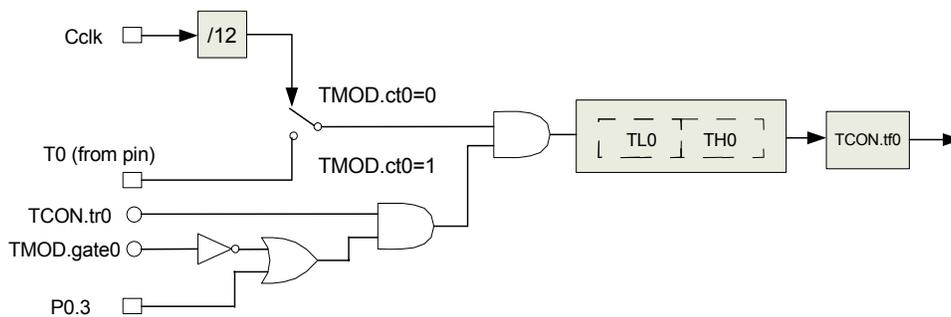 Cclk
/12
TMOD.ct0=0
T0 (from pin)
TMOD.ct0=1
TL0
TH0
TCON.tf0
TCON.tr0
TMOD.gate0
P0.3